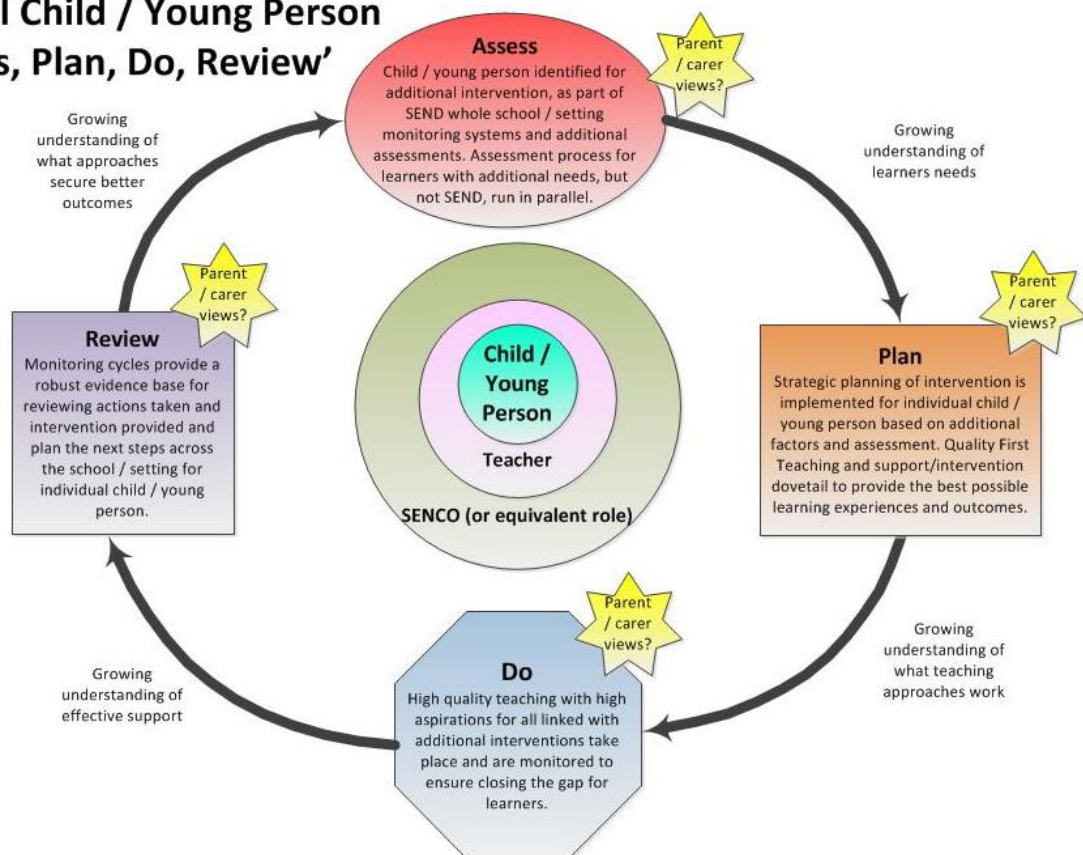 l Child / Young Person
s, Plan, Do, Review’
Assess
Child / young person identified for
additional intervention, as part of
SEND whole school / setting
monitoring systems and additional
assessments. Assessment process for
learners with additional needs, but
not SEND, run in parallel.
Parent
/ carer
views?
Growing
understanding of
what approaches
secure better
outcomes
Growing
understanding of
learners needs
Parent
/ carer
views?
Review
Monitoring cycles provide a
robust evidence base for
reviewing actions taken and
intervention provided and
plan the next steps across
the school / setting for
individual child / young
person.
Child /
Young
Person
Teacher
SENCO (or equivalent role)
Parent
/ carer
views?
Plan
Strategic planning of intervention is
implemented for individual child /
young person based on additional
factors and assessment. Quality First
Teaching and support/intervention
dovetail to provide the best possible
learning experiences and outcomes.
Parent
/ carer
views?
Do
High quality teaching with high
aspirations for all linked with
additional interventions take
place and are monitored to
ensure closing the gap for
learners.
Growing
understanding of
effective support
Growing
understanding of
what teaching
approaches work